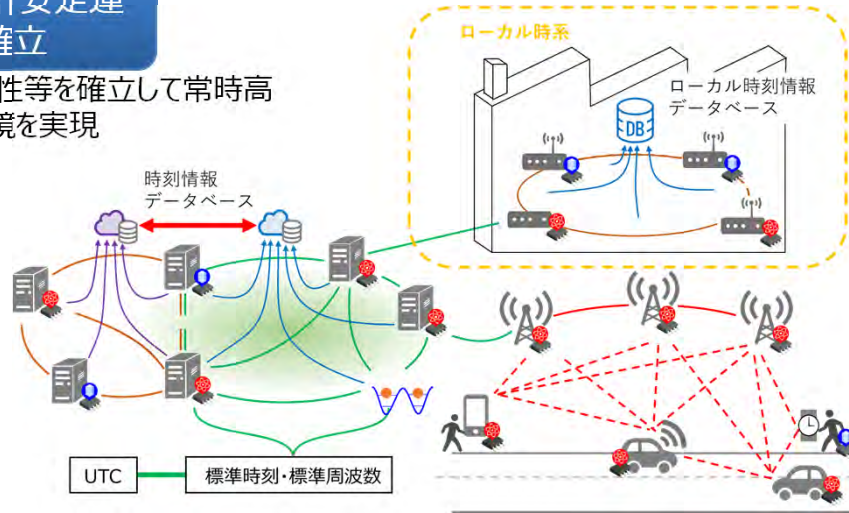 確立
性等を確立して常時高
境を実現
ローカル時系
ローカル時刻情報
データベース
DB
時刻情報
データベース
UTC
標準時刻・標準周波数